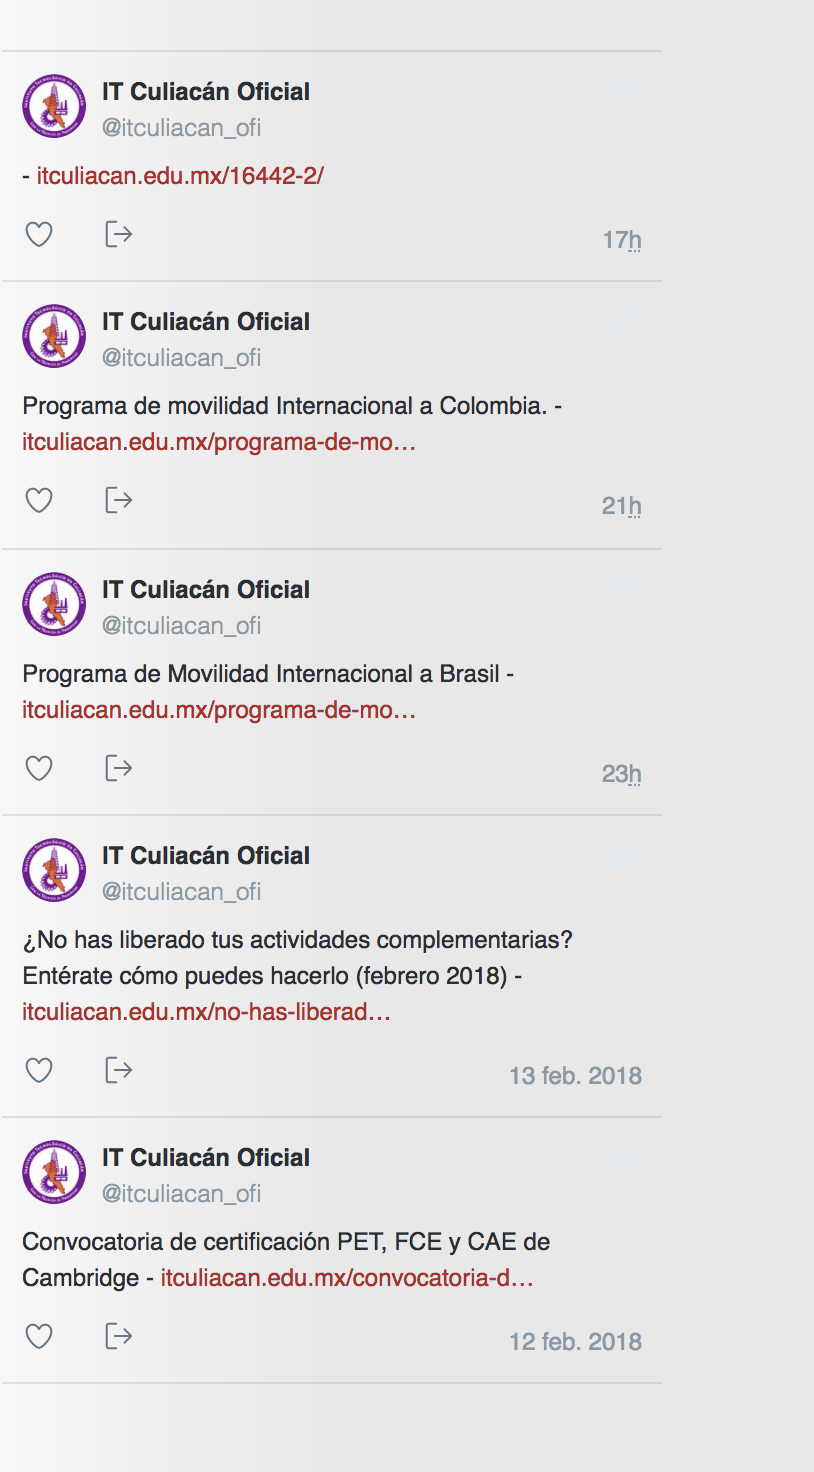 IT Culiacán Oficial
@itculiacan_ofi
- itculiacan.edu.mx/16442-2/
17h
IT Culiacán Oficial
@itculiacan_ofi
Programa de movilidad Internacional a Colombia. -
itculiacan.edu.mx/programa-de-mo…
21h
IT Culiacán Oficial
@itculiacan_ofi
Programa de Movilidad Internacional a Brasil -
itculiacan.edu.mx/programa-de-mo…
23h
IT Culiacán Oficial
@itculiacan_ofi
¿No has liberado tus actividades complementarias?
Entérate cómo puedes hacerlo (febrero 2018) -
itculiacan.edu.mx/no-has-liberad…
13 feb. 2018
IT Culiacán Oficial
@itculiacan_ofi
Convocatoria de certificación PET, FCE y CAE de
Cambridge - itculiacan.edu.mx/convocatoria-d…
12 feb. 2018